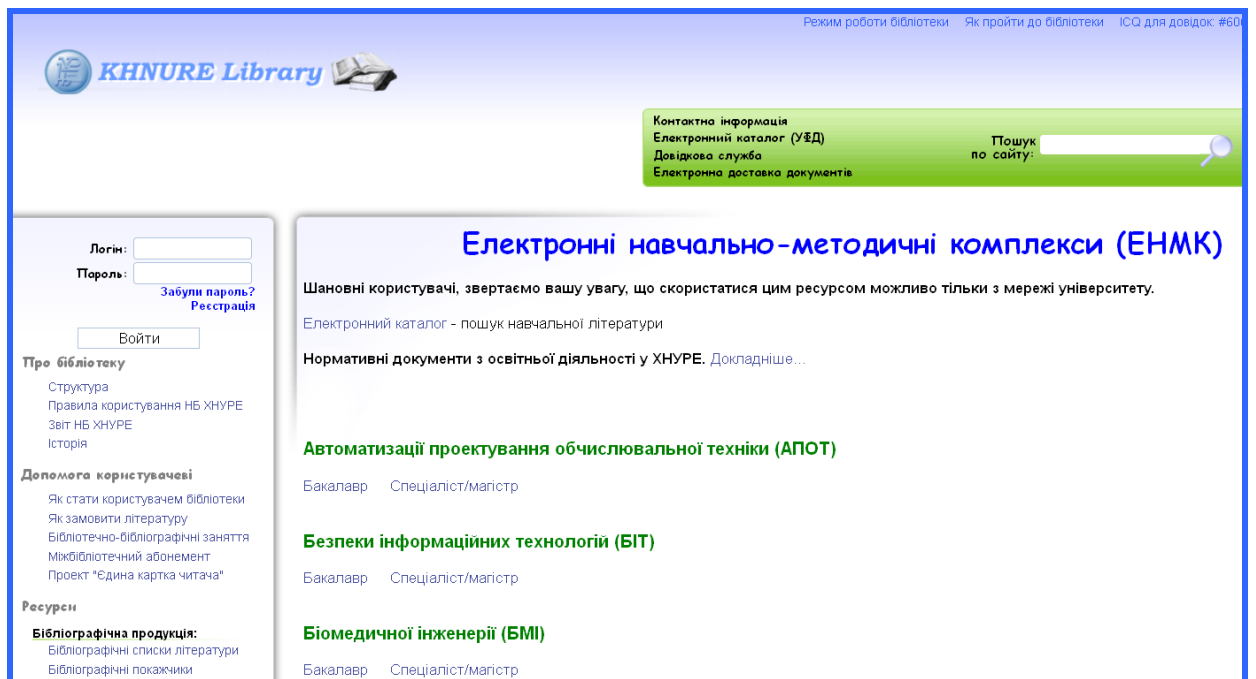 Режим роботи бібліотеки Як пройти до бібліотеки ICQ для довідок: #60
KHNURE Library
Контактна інформація
Електронний каталог (УФД)
Довідкова служба
Електронна доставка документів
Пошук
по сайту:
Логін:
Пароль:
Забули пароль?
Реєстрація
Войти
Про бібліотеку
Структура
Правила користування НБ ХНУРЕ
Звіт НБ ХНУРЕ
Історія
Допомога користувачеві
Як стати користувачем бібліотеки
Як замовити літературу
Бібліотечно-бібліографічні заняття
Міжбібліотечний абонемент
Проект "Єдина картка читача"
Ресурси
Бібліографічна продукція:
Бібліографічні списки літератури
Бібліографічні покажчики
Електронні навчально-методичні комплекси (ЕНМК)
Шановні користувачі, звертаємо вашу увагу, що скористатися цим ресурсом можливо тільки з мережі університету.
Електронний каталог - пошук навчальної літератури
Нормативні документи з освітньої діяльності у ХНУРЕ. Докладніше...
Автоматизації проектування обчислювальної техніки (АПОТ)
Бакалавр Спеціаліст/магістр
Безпеки інформаційних технологій (БІТ)
Бакалавр Спеціаліст/магістр
Біомедичної інженерії (БМІ)
Бакалавр Спеціаліст/магістр